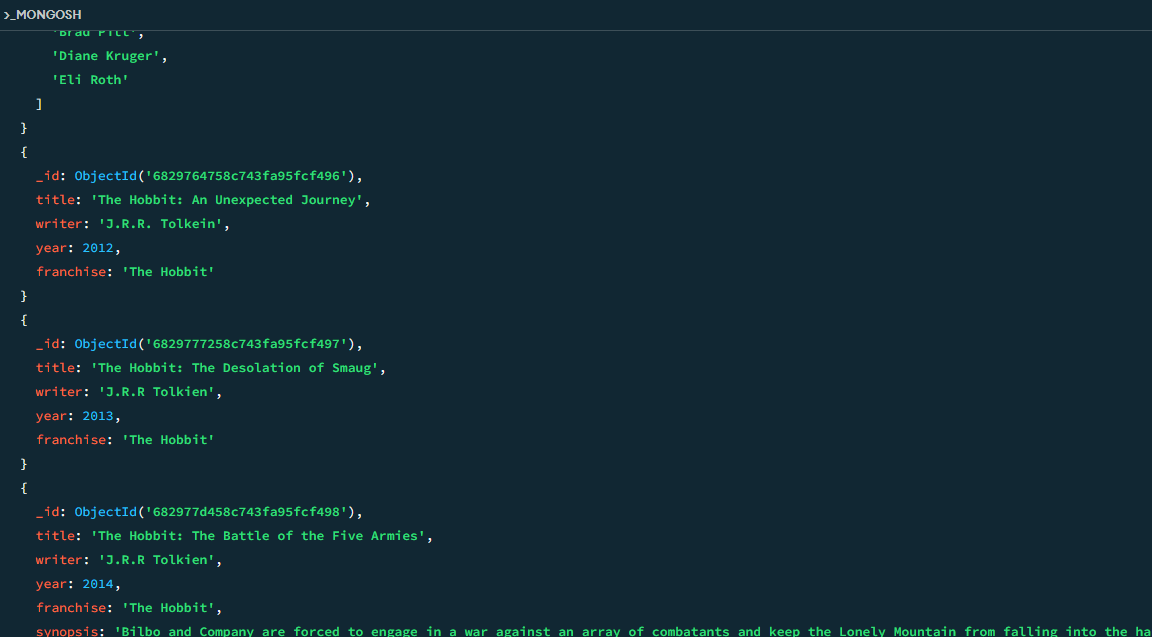 >_MONGOSH
'Brad Pitt',
'Diane Kruger',
'Eli Roth'
]
}
{
_id: ObjectId('6829764758c743fa95fcf496'),
title: 'The Hobbit: An Unexpected Journey',
writer: 'J.R.R. Tolkein',
year: 2012,
franchise: 'The Hobbit'
}
{
_id: ObjectId('6829777258c743fa95fcf497'),
title: 'The Hobbit: The Desolation of Smaug',
writer: 'J.R.R Tolkien',
year: 2013,
franchise: 'The Hobbit'
}
{
_id: ObjectId('682977d458c743fa95fcf498'),
title: 'The Hobbit: The Battle of the Five Armies',
writer: 'J.R.R Tolkien',
year: 2014,
franchise: 'The Hobbit',
synopsis: 'Bilbo and Company are forced to engage in a war against an array of combatants and keep the Lonely Mountain from falling into the ha